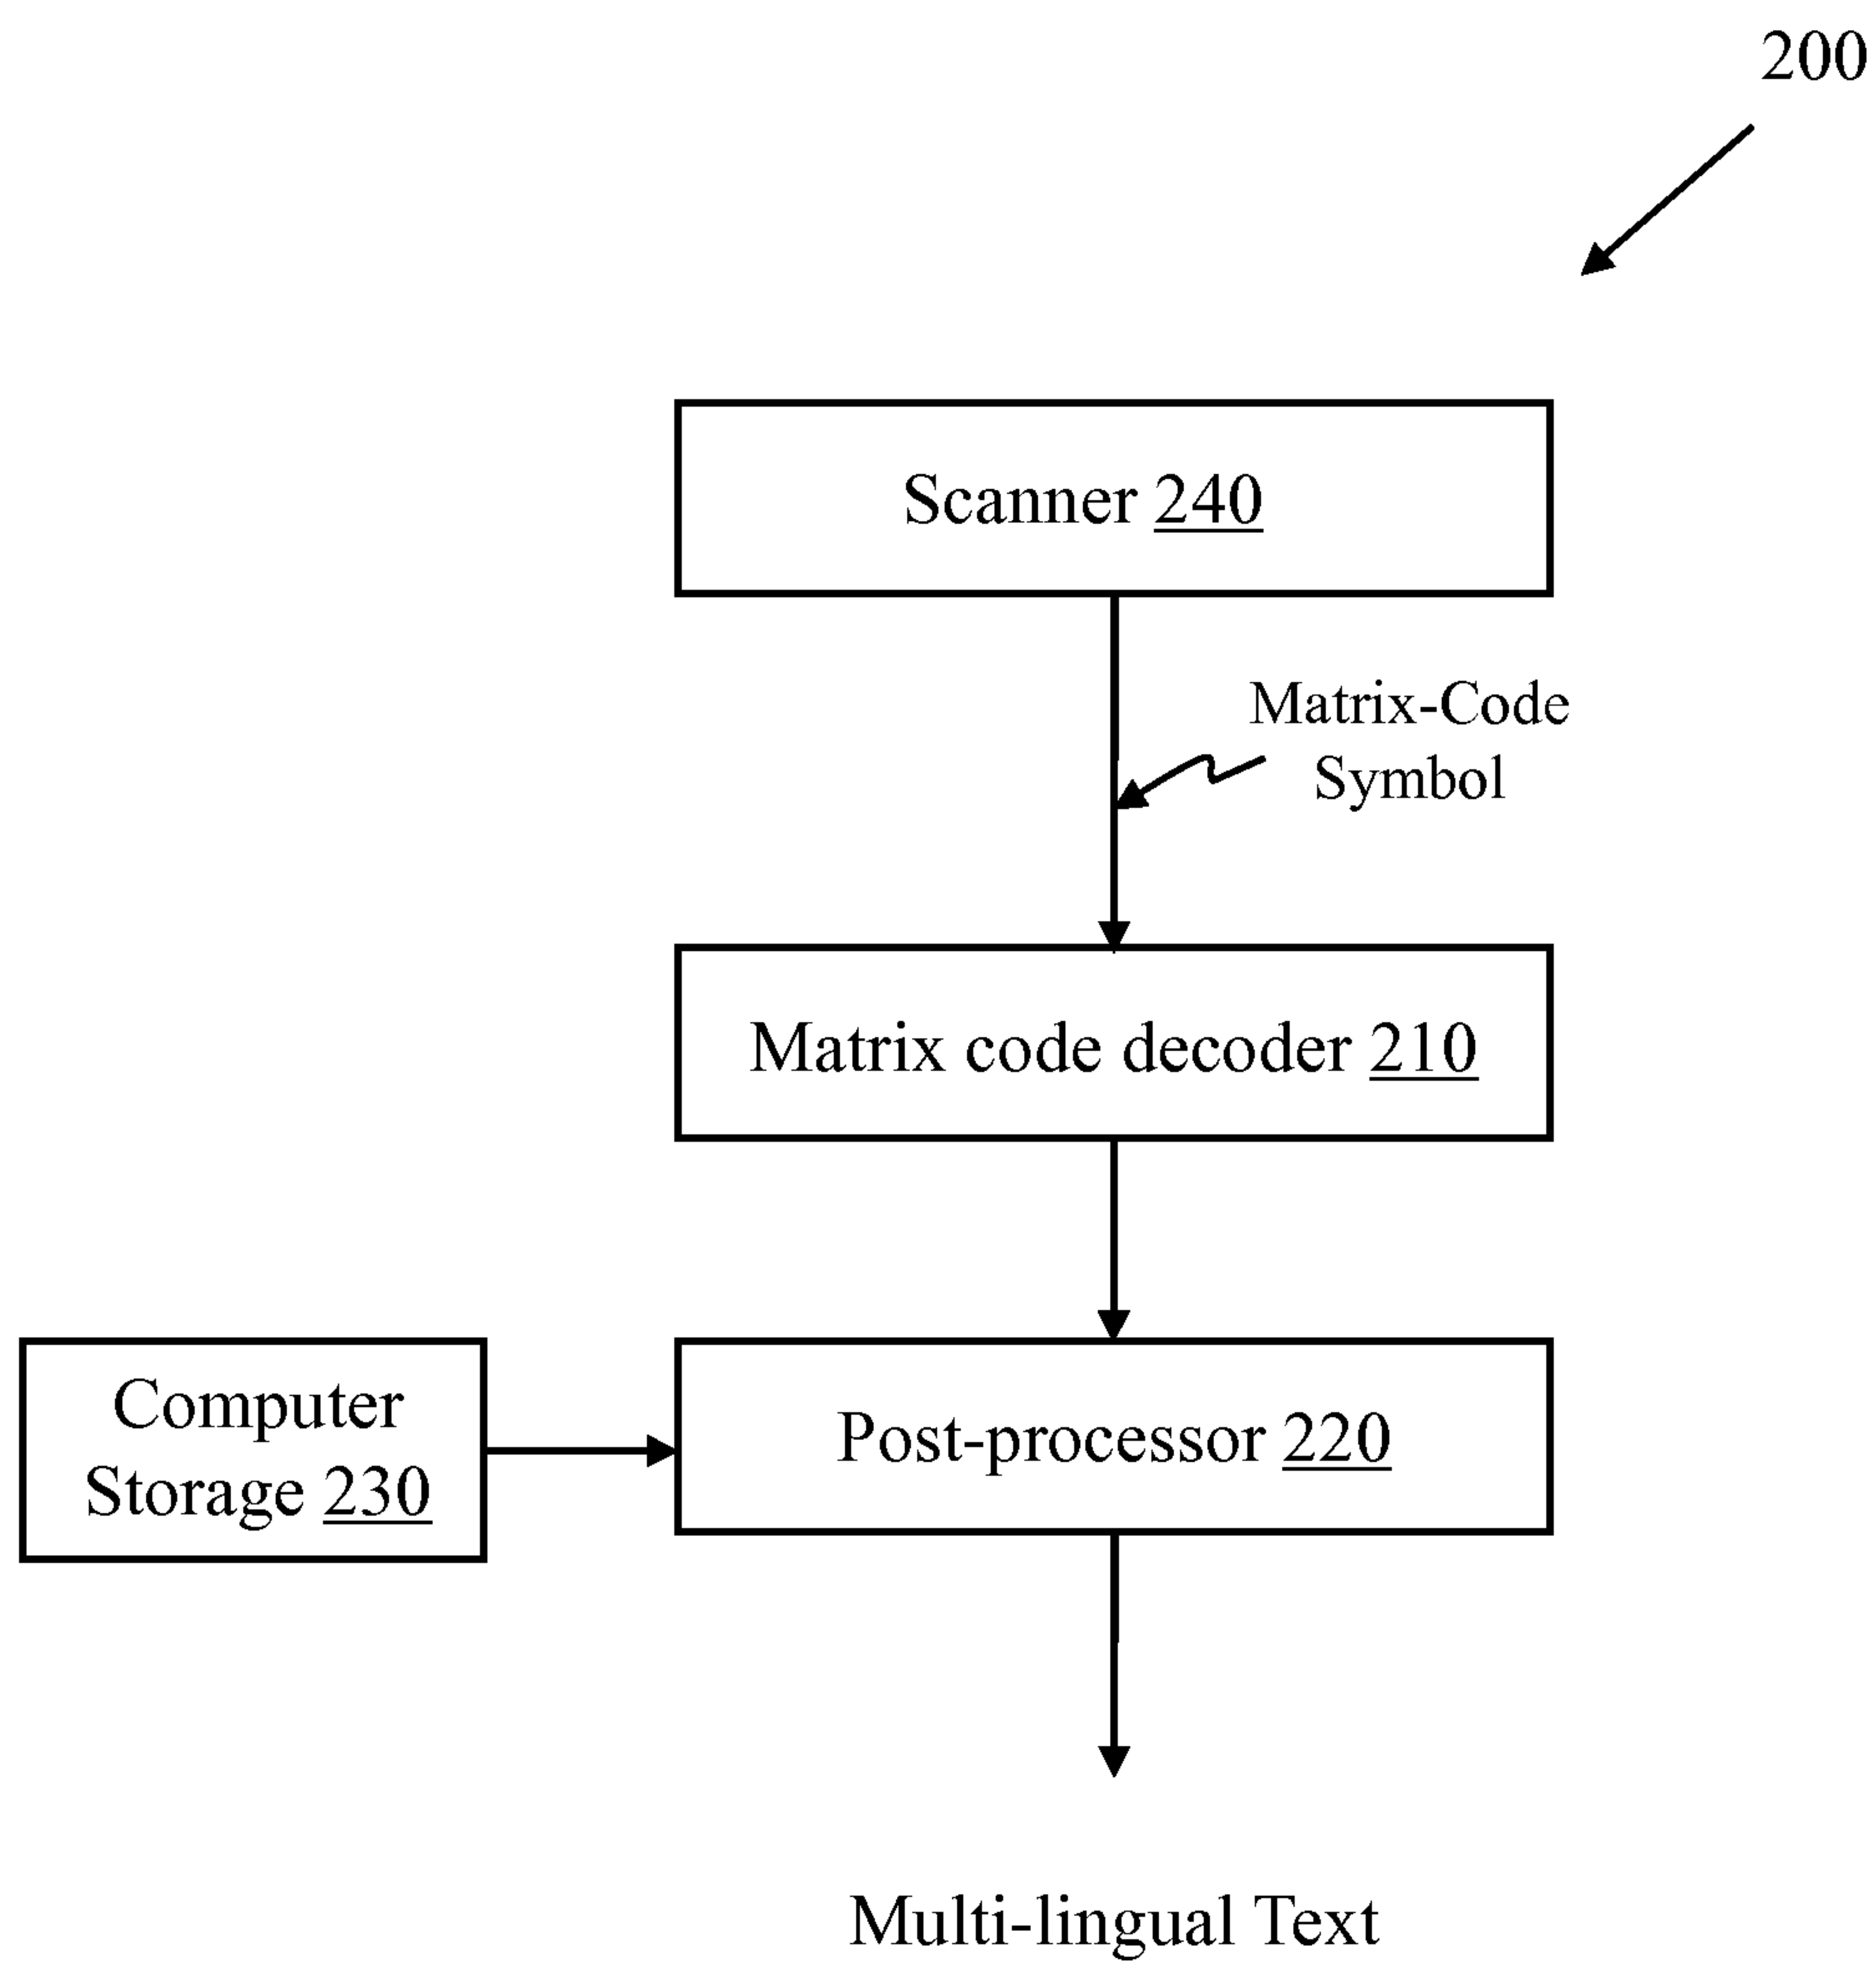 200
Scanner 240
Matrix-Code
Symbol
Matrix code decoder 210
Computer
Storage 230
Post-processor 220
Multi-lingual Text